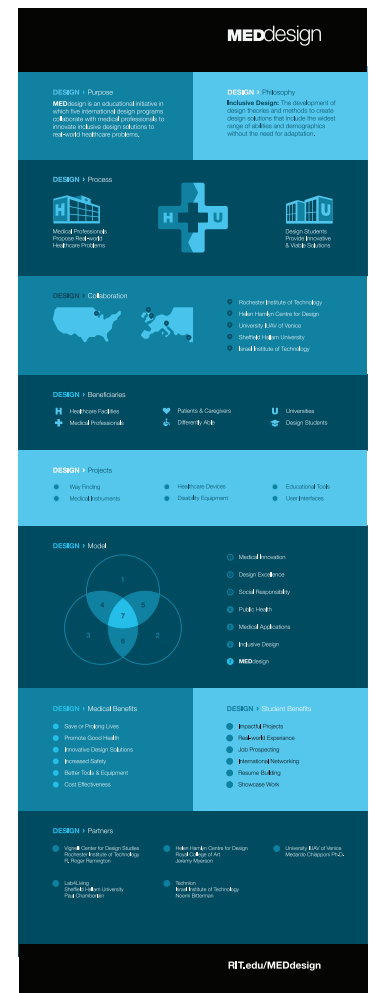 MEDdesign
DESIGN › Purpose
MEDdesign is an educational initiative in
which five international design programs
collaborate with medical professionals to
innovate inclusive design solutions to
real-world healthcare problems.
DESIGN › Philosophy
Inclusive Design: The development of
design theories and methods to create
design solutions that include the widest
range of abilities and demographics
without the need for adaptation.
DESIGN › Process
H
H U
U
Medical Professionals
Propose Real-world
Healthcare Problems
Design Students
Provide Innovative
& Viable Solutions
DESIGN › Collaboration
Rochester Institute of Technology
Helen Hamlyn Centre for Design
University IUAV of Venice
Sheffield Hallam University
Israel Institute of Technology
DESIGN › Beneficiaries
H Healthcare Facilities
Medical Professionals
Patients & Caregivers
Differently Able
U Universities
Design Students
DESIGN › Projects
Way Finding
Medical Instruments
Healthcare Devices
Disability Equipment
Educational Tools
User Interfaces
DESIGN › Model
1
4 5
7
3 2
6
1 Medical Innovation
2 Design Excellence
3 Social Responsibility
4 Public Health
5 Medical Applications
6 Inclusive Design
7 MEDdesign
DESIGN › Medical Benefits
Save or Prolong Lives
Promote Good Health
Innovative Design Solutions
Increased Safety
Better Tools & Equipment
Cost Effectiveness
DESIGN › Student Benefits
Impactful Projects
Real-world Experience
Job Prospecting
International Networking
Resume Building
Showcase Work
DESIGN › Partners
Vignelli Center for Design Studies
Rochester Institute of Technology
R. Roger Remington
Helen Hamlyn Centre for Design
Royal College of Art
Jeremy Myerson
University IUAV of Venice
Medardo Chiapponi Ph.D.
Lab4Living
Sheffield Hallam University
Paul Chamberlain
Technion
Israel Institute of Technology
Noemi Bitterman
RIT.edu/MEDdesign